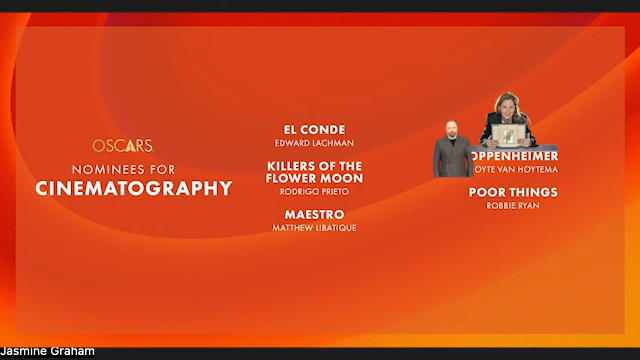 OSCARS
NOMINEES FOR
CINEMATOGRAPHY
EL CONDE
EDWARD LACHMAN
KILLERS OF THE
FLOWER MOON
RODRIGO PRIETO
MAESTRO
MATTHEW LIBATIQUE
OPPENHEIMER
OYTE VAN HOYTEMA
POOR THINGS
ROBBIE RYAN
Jasmine Graham